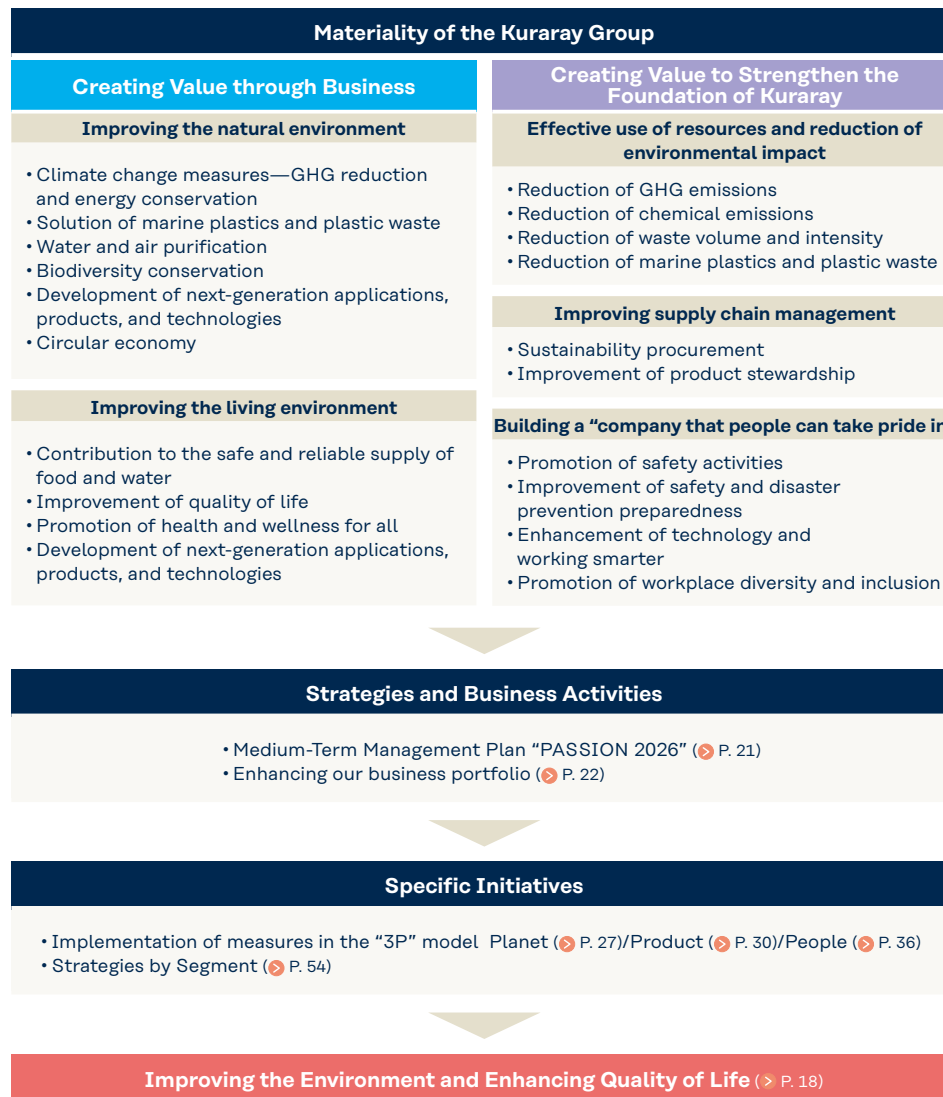 Materiality of the Kuraray Group
Creating Value through Business
Improving the natural environment
• Climate change measures—GHG reduction
and energy conservation
• Solution of marine plastics and plastic waste
• Water and air purification
• Biodiversity conservation
• Development of next-generation applications,
products, and technologies
• Circular economy
Improving the living environment
• Contribution to the safe and reliable supply of
food and water
• Improvement of quality of life
• Promotion of health and wellness for all
• Development of next-generation applications,
products, and technologies
Creating Value to Strengthen the
Foundation of Kuraray
Effective use of resources and reduction of
environmental impact
• Reduction of GHG emissions
• Reduction of chemical emissions
• Reduction of waste volume and intensity
• Reduction of marine plastics and plastic waste
Improving supply chain management
• Sustainability procurement
• Improvement of product stewardship
Building a “company that people can take pride in
• Promotion of safety activities
• Improvement of safety and disaster
prevention preparedness
• Enhancement of technology and
working smarter
• Promotion of workplace diversity and inclusion
Strategies and Business Activities
• Medium-Term Management Plan “PASSION 2026” (P. 21)
• Enhancing our business portfolio (P. 22)
Specific Initiatives
• Implementation of measures in the “3P” model Planet (P. 27)/Product (P. 30)/People (P. 36)
• Strategies by Segment (P. 54)
Improving the Environment and Enhancing Quality of Life (P. 18)